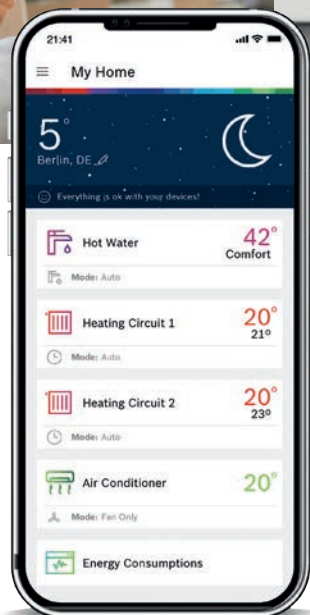 21:41
My Home
5°
Berlin, DE
Everything is ok with your devices!
Hot Water
42°
Comfort
Mode: Auto
Heating Circuit 1
20°
21°
Mode: Auto
Heating Circuit 2
20°
23°
Mode: Auto
Air Conditioner
20°
Mode: Fan Only
Energy Consumptions